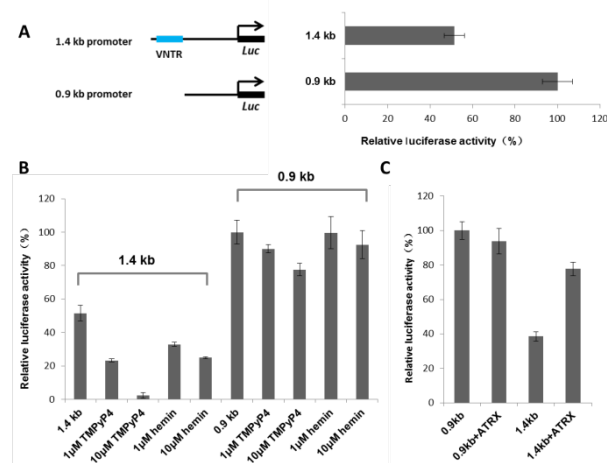 A
1.4 kb promoter
VNTR
Luc
0.9 kb promoter
Luc
1.4 kb
0.9 kb
0 20 40 60 80 100 120
Relative luciferase activity (%)
B
0.9 kb
1.4 kb
Relative luciferase activity (%)
120
100
80
60
40
20
0
1.4 kb
1µM TMPyP4
10µM TMPyP4
1µM hemin
10µM hemin
0.9 kb
1µM TMPyP4
10µM TMPyP4
1µM hemin
10µM hemin
C
Relative luciferase activity (%)
120
100
80
60
40
20
0
0.9kb
0.9kb+ATRX
1.4kb
1.4kb+ATRX